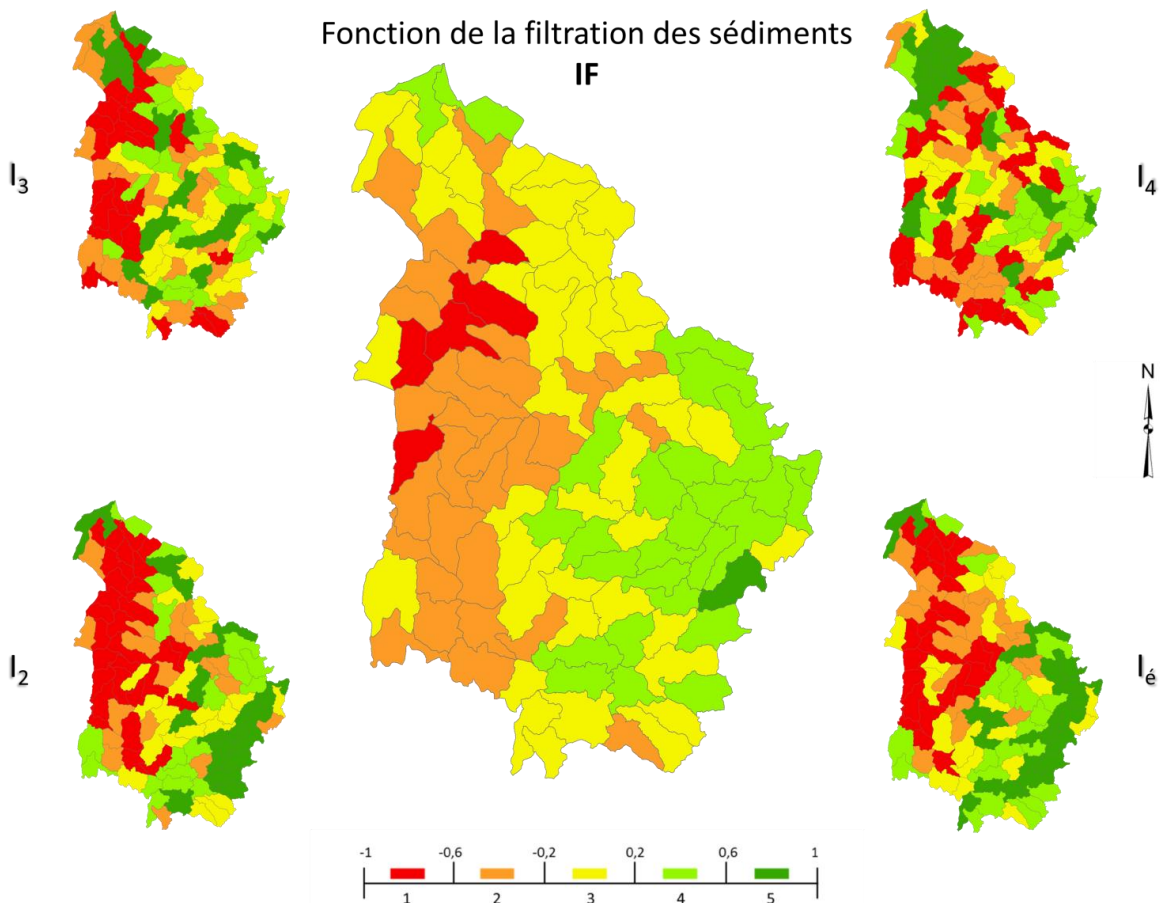 Fonction de la filtration des sédiments
IF
I3
I4
N
I2
Ié
-1 -0,6 -0,2 0,2 0,6 1
1 2 3 4 5